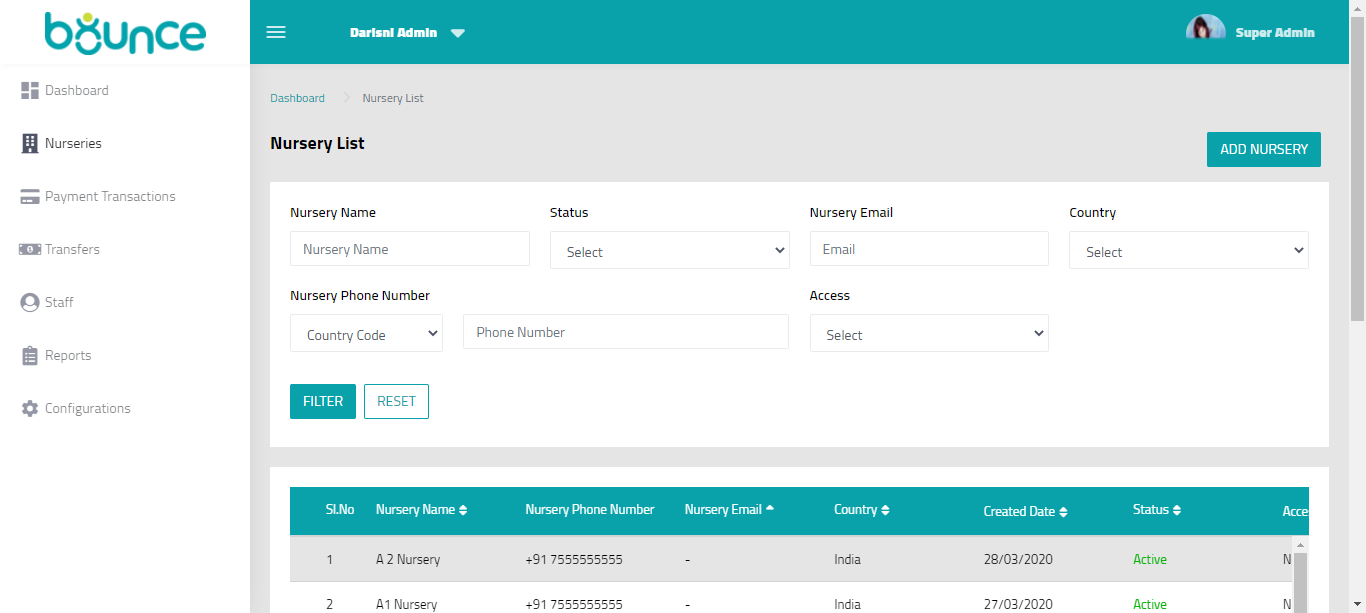 bounce
Darisni Admin
Super Admin
Dashboard
Nurseries
Payment Transactions
Transfers
Staff
Reports
Configurations
Dashboard Nursery List
Nursery List
ADD NURSERY
Nursery Name Status Nursery Email Country
Nursery Name Select Email Select
Nursery Phone Number Access
Country Code Phone Number Select
FILTER RESET
Sl.No Nursery Name Nursery Phone Number Nursery Email Country Created Date Status Acce
1 A 2 Nursery +91 7555555555 - India 28/03/2020 Active N
2 A1 Nursery +91 7555555555 - India 27/03/2020 Active N